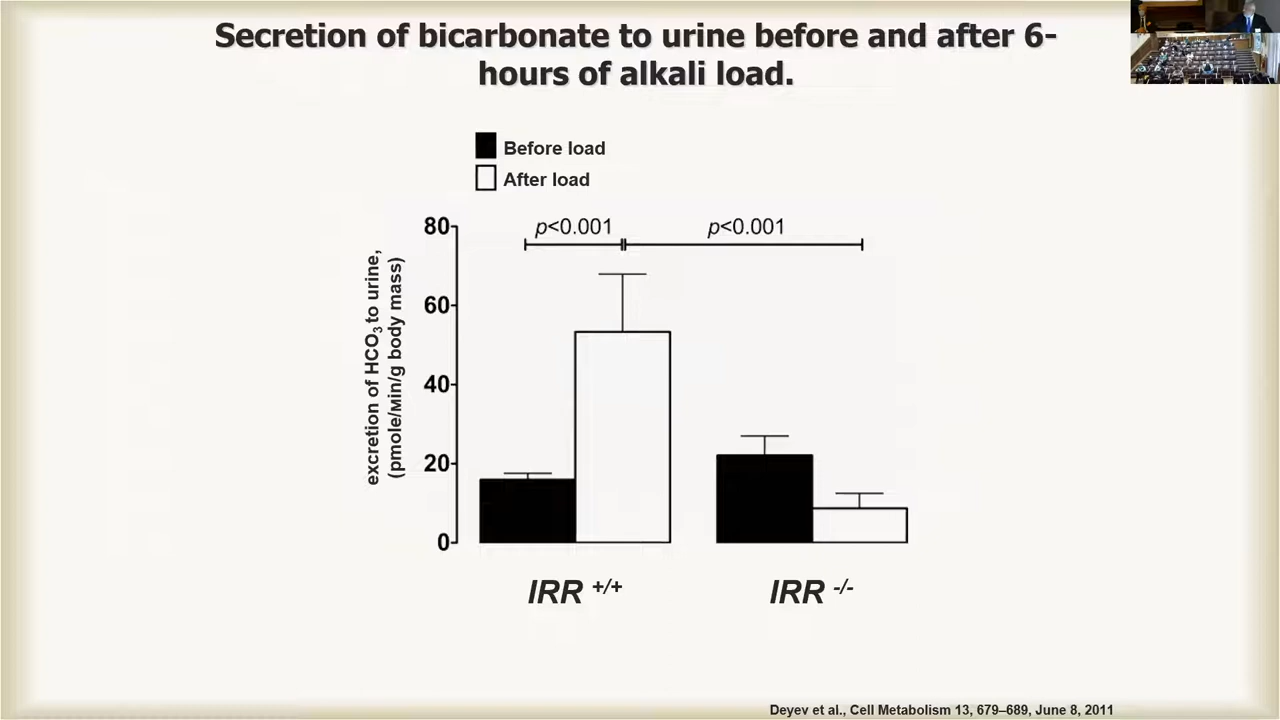 Secretion of bicarbonate to urine before and after 6-
hours of alkali load.
Before load
After load
80
60
40
20
0
p<0.001
p<0.001
excretion of HCO3 to urine,
(pmole/мin/g body mass)
IRR +/+
IRR -/-
Deyev et al., Cell Metabolism 13, 679–689, June 8, 2011